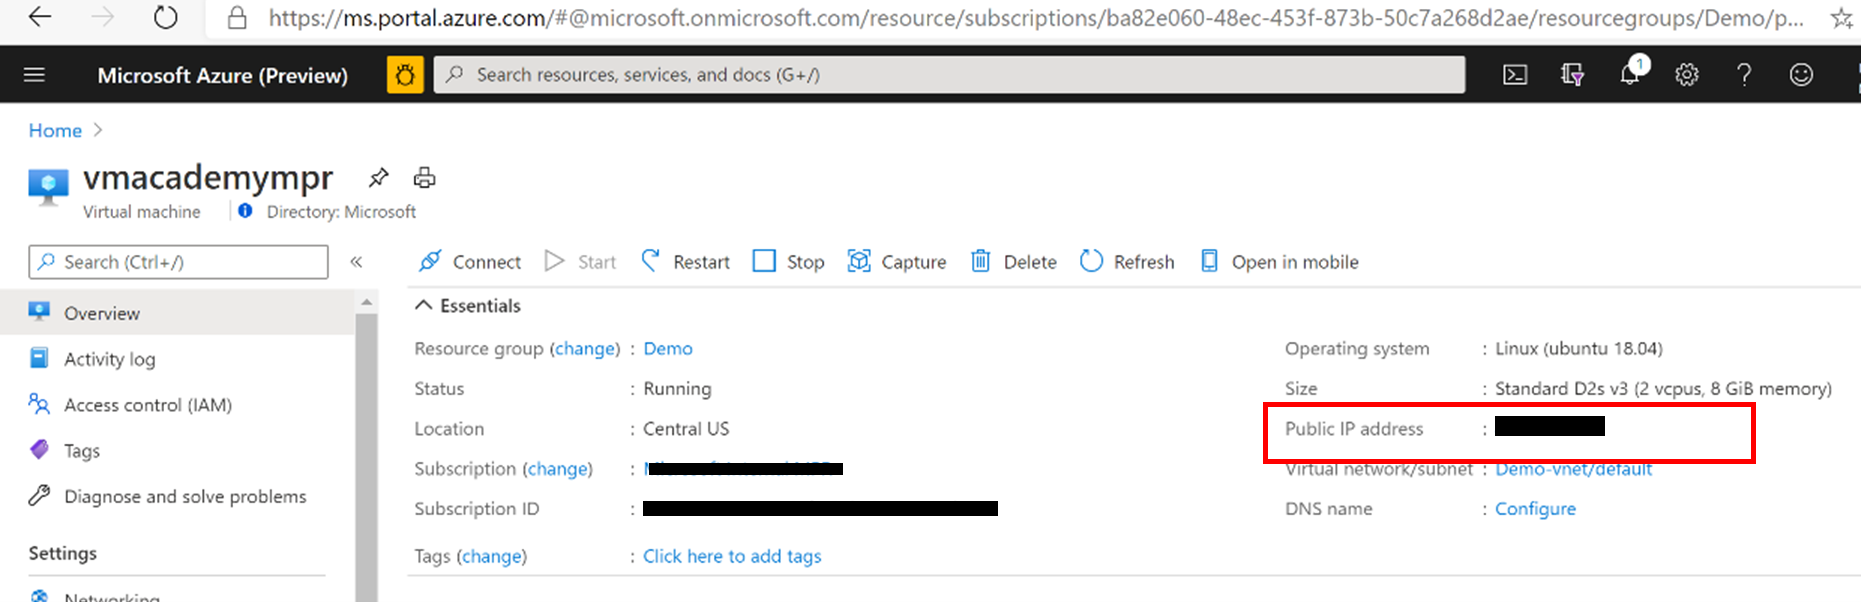 https://ms.portal.azure.com/#@microsoft.onmicrosoft.com/resource/subscriptions/ba82e060-48ec-453f-873b-50c7a268d2ae/resourcegroups/Demo/p...
Microsoft Azure (Preview)
Search resources, services, and docs (G+/)
1
Home
vmacademympr
Virtual machine
Directory: Microsoft
Search (Ctrl+/)
«
Connect
Start
Restart
Stop
Capture
Delete
Refresh
Open in mobile
Overview
Activity log
Access control (IAM)
Tags
Diagnose and solve problems
Settings
Networking
Essentials
Resource group (change) : Demo
Status : Running
Location : Central US
Subscription (change) :
Subscription ID :
Tags (change) : Click here to add tags
Operating system : Linux (ubuntu 18.04)
Size : Standard D2s v3 (2 vcpus, 8 GiB memory)
Public IP address :
Virtual network/subnet : Demo-vnet/default
DNS name : Configure